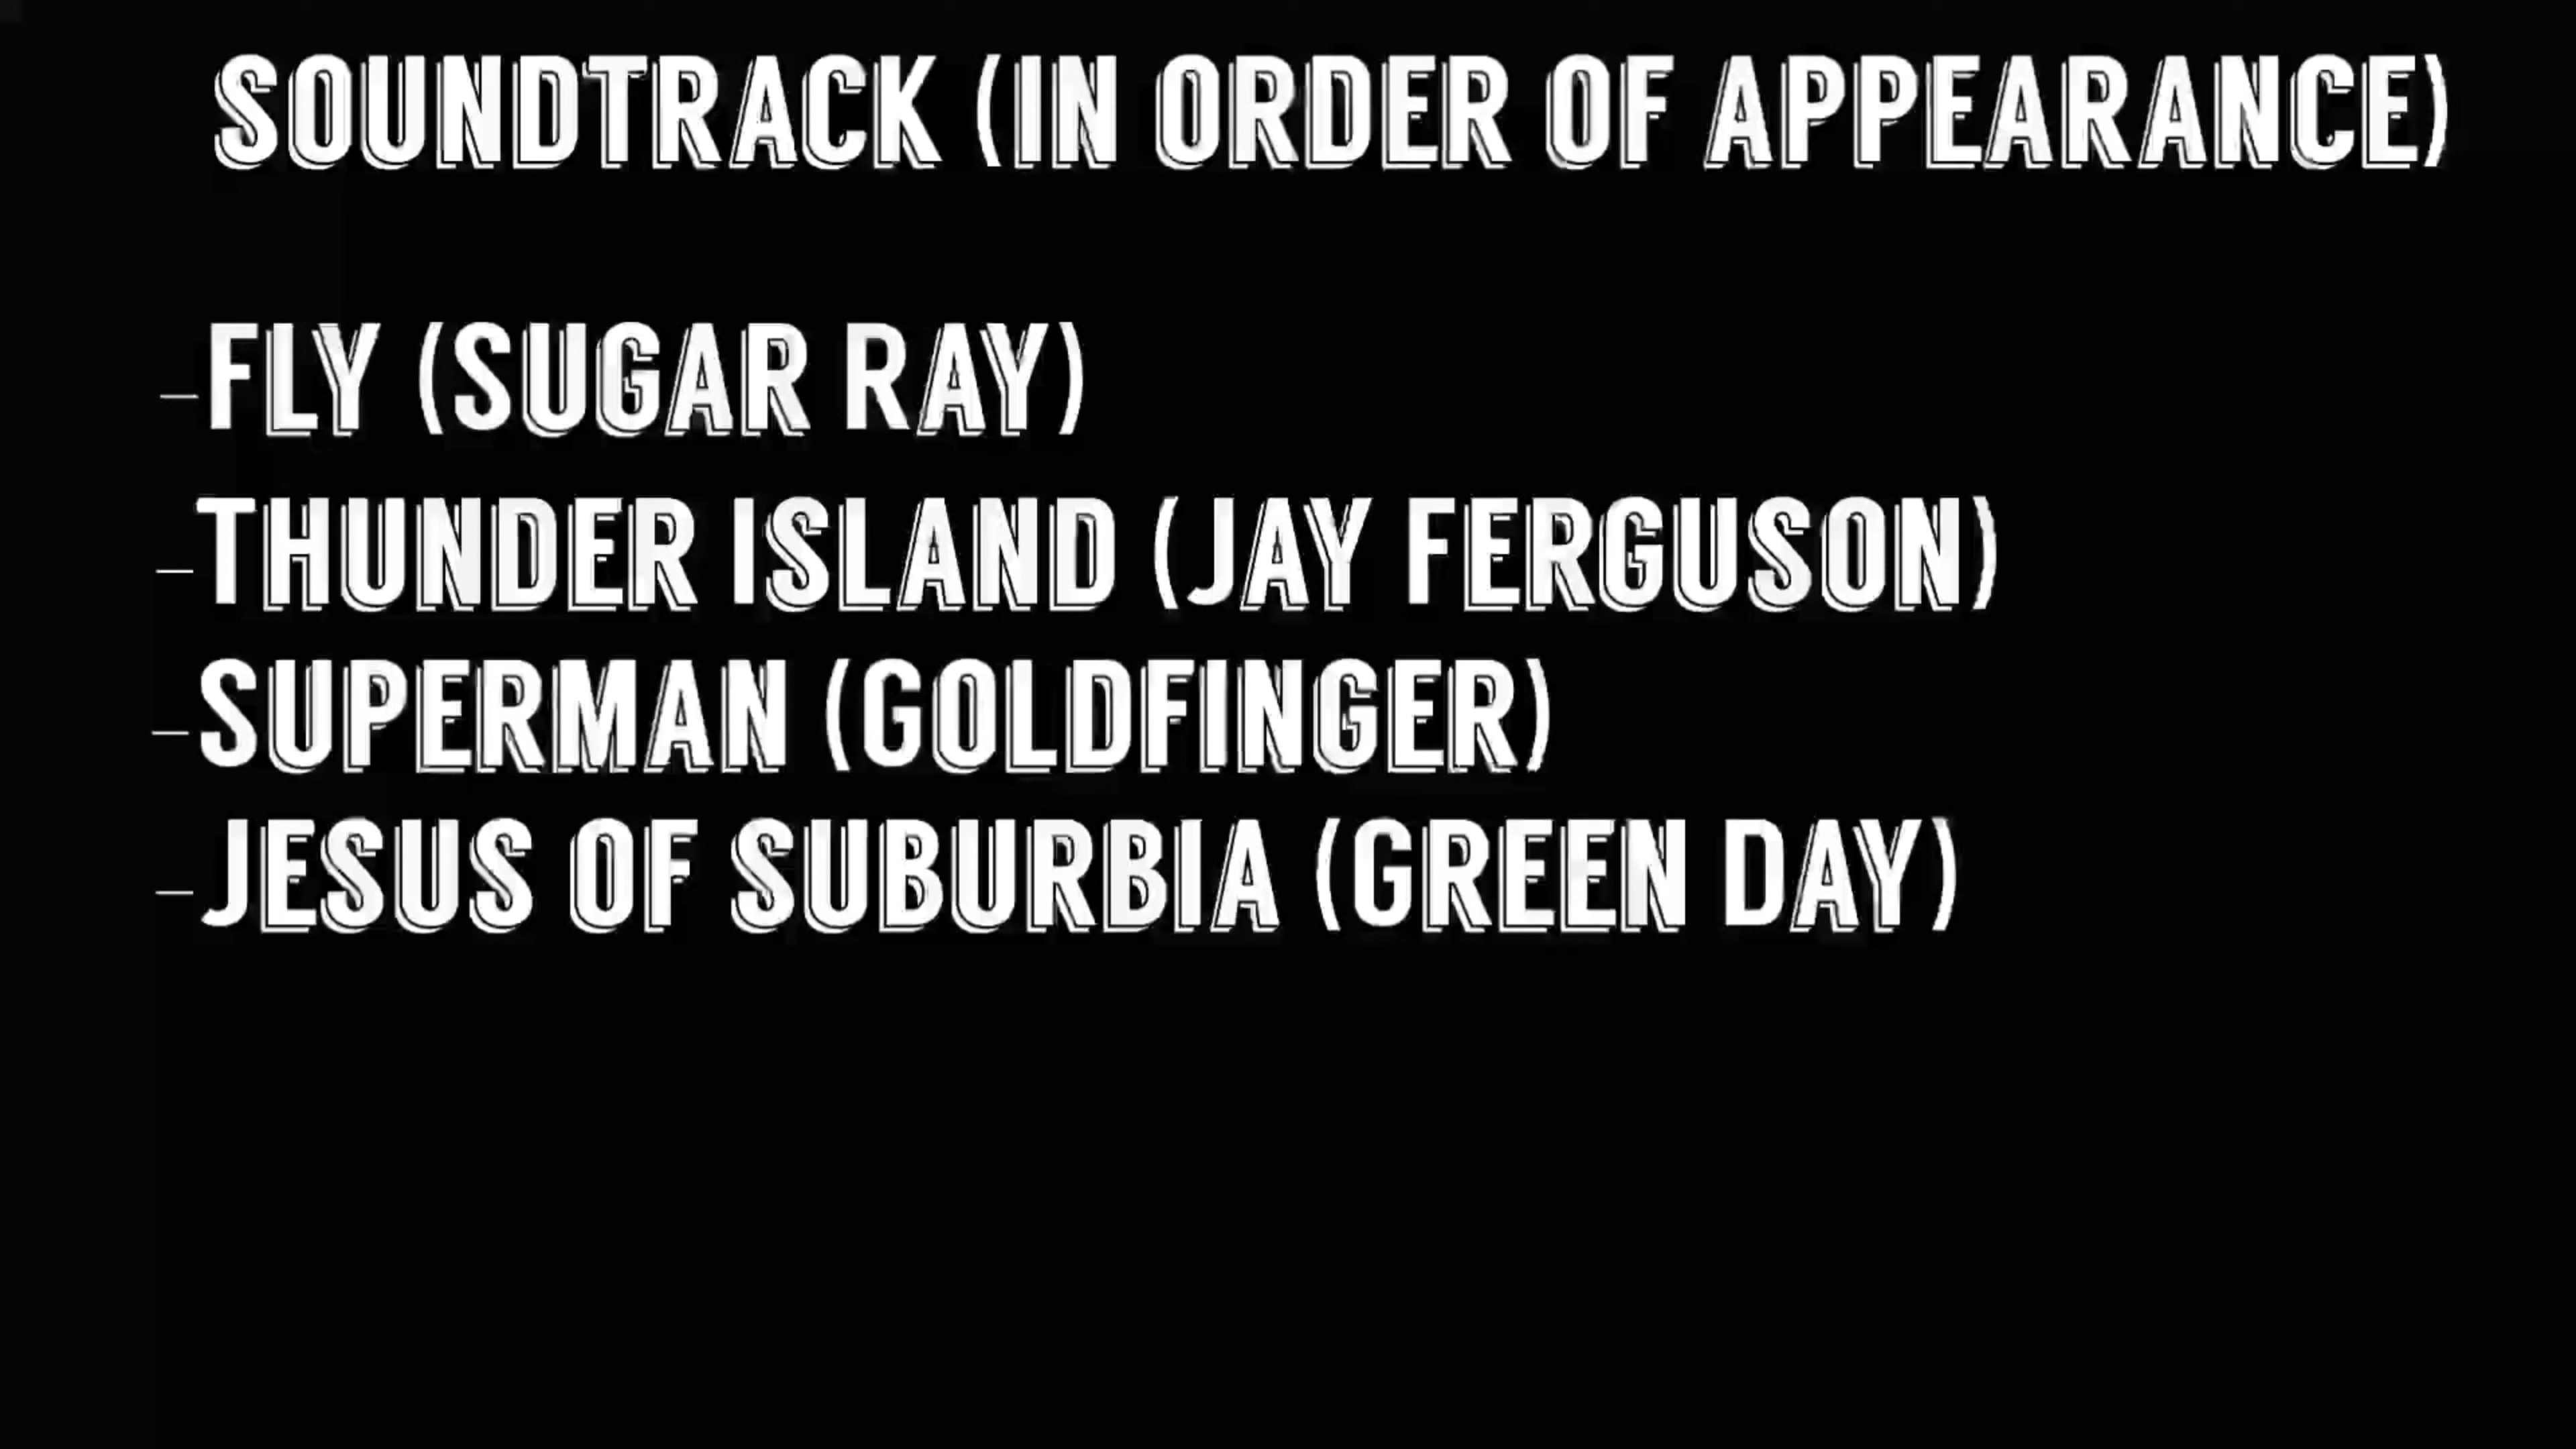 SOUNDTRACK (IN ORDER OF APPEARANCE)
-FLY (SUGAR RAY)
-THUNDER ISLAND (JAY FERGUSON)
-SUPERMAN (GOLDFINGER)
-JESUS OF SUBURBIA (GREEN DAY)